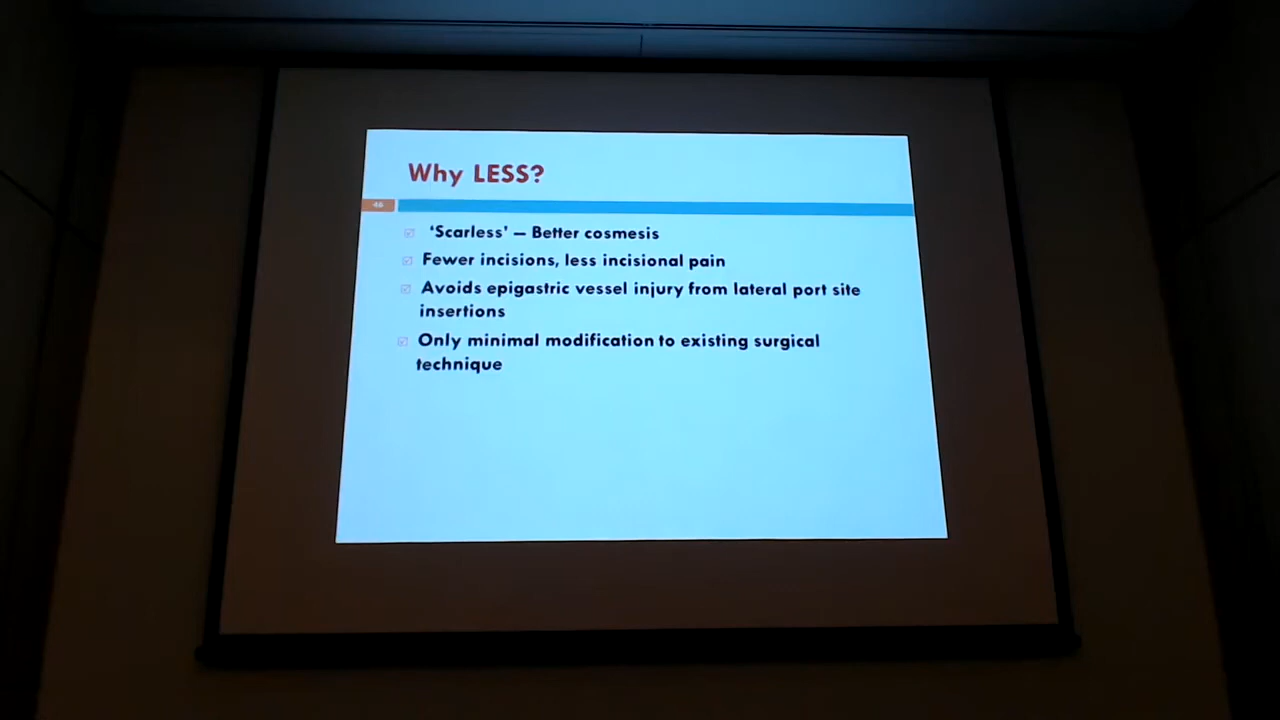 Why LESS?
46
‘Scarless’ – Better cosmesis
Fewer incisions, less incisional pain
Avoids epigastric vessel injury from lateral port site
insertions
Only minimal modification to existing surgical
technique